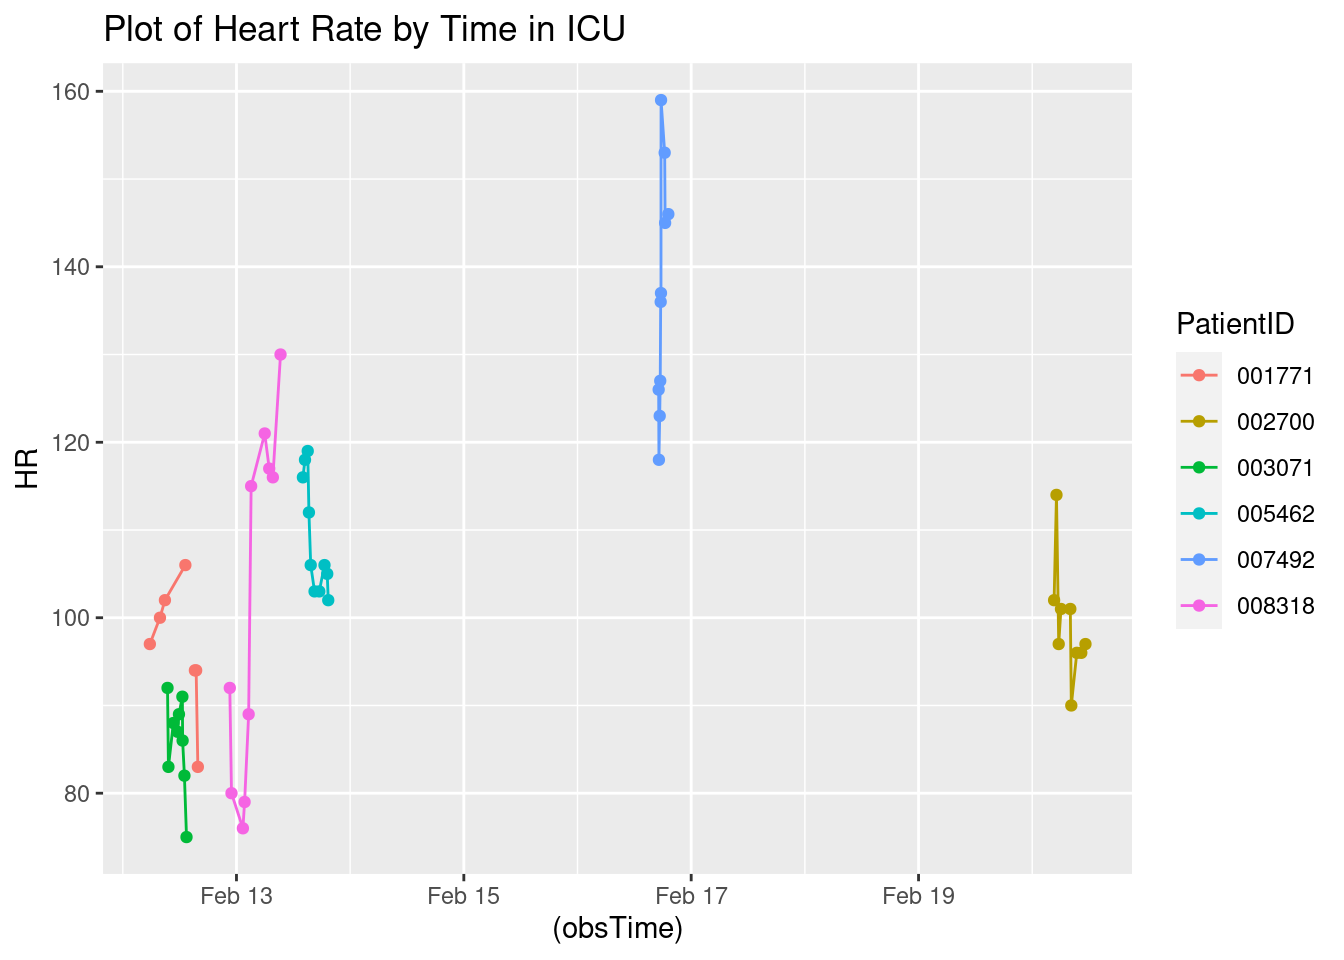 Plot of Heart Rate by Time in ICU
160
140
120
100
80
HR
Feb 13
Feb 15
Feb 17
Feb 19
(obsTime)
PatientID
001771
002700
003071
005462
007492
008318